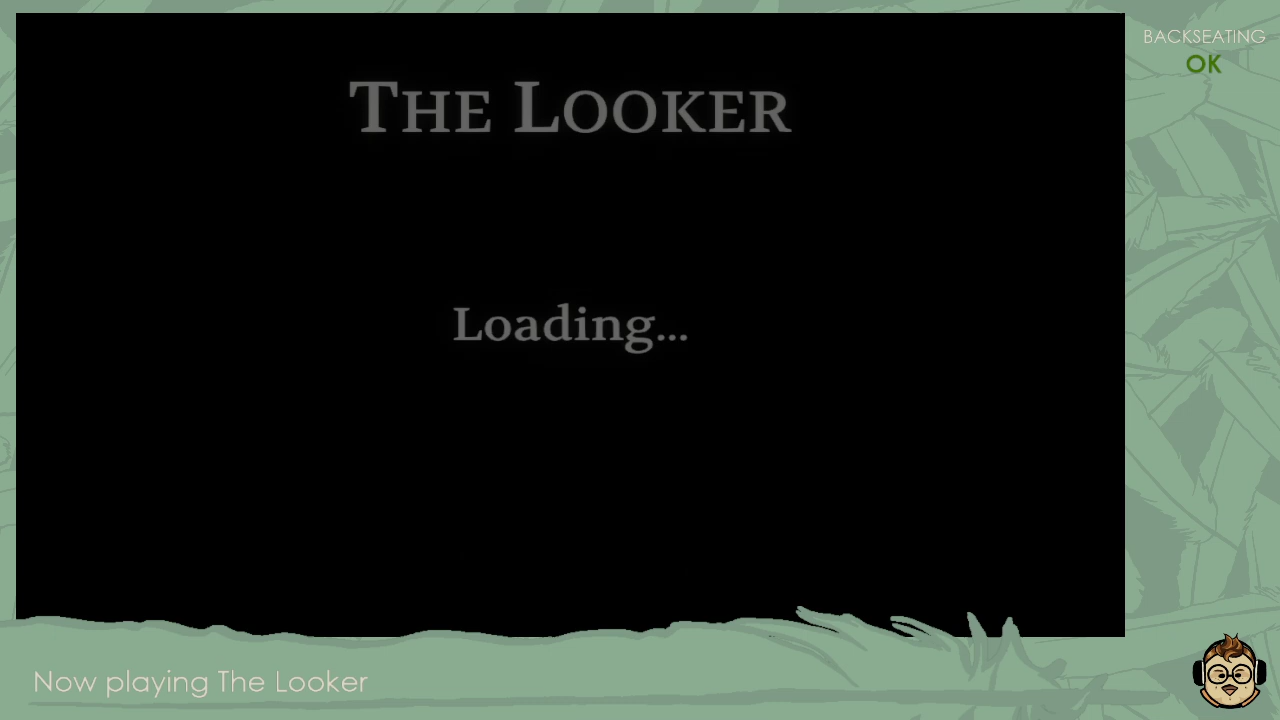 THE LOOKER
BACKSEATING
OK
Loading...
Now playing The Looker